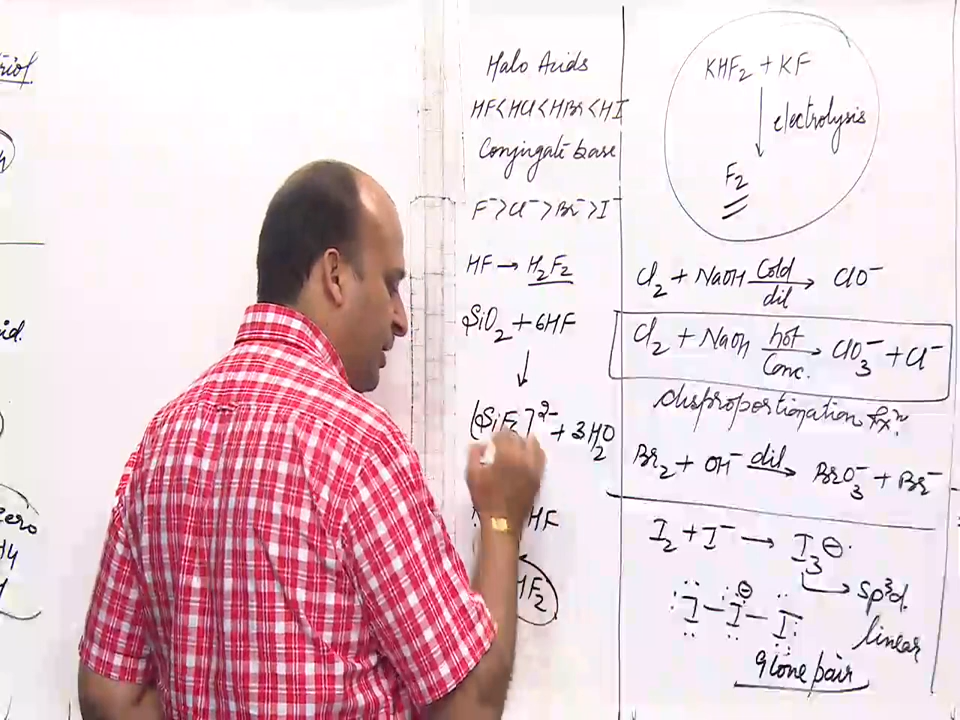 Halo Acids
HF<HCl<HBr<HI
Conjugate base
F⁻>Cl⁻>Br⁻>I⁻
HF → H₂F₂
SiO₂ + 6HF
↓
[SiF₆]²⁻ + 3H₂O
HF
HF₂
KHF₂ + KF
↓ electrolysis
F₂
Cl₂ + NaOH Cold dil → ClO⁻
Cl₂ + NaOH hot Conc. → ClO₃⁻ + Cl⁻
disproportionation Rxⁿ.
Br₂ + OH⁻ dil → BrO₃⁻ + Br⁻
I₂ + I⁻ → I₃⊖
sp³d.
I – I⊖ – I
linear
9 lone pair
zero